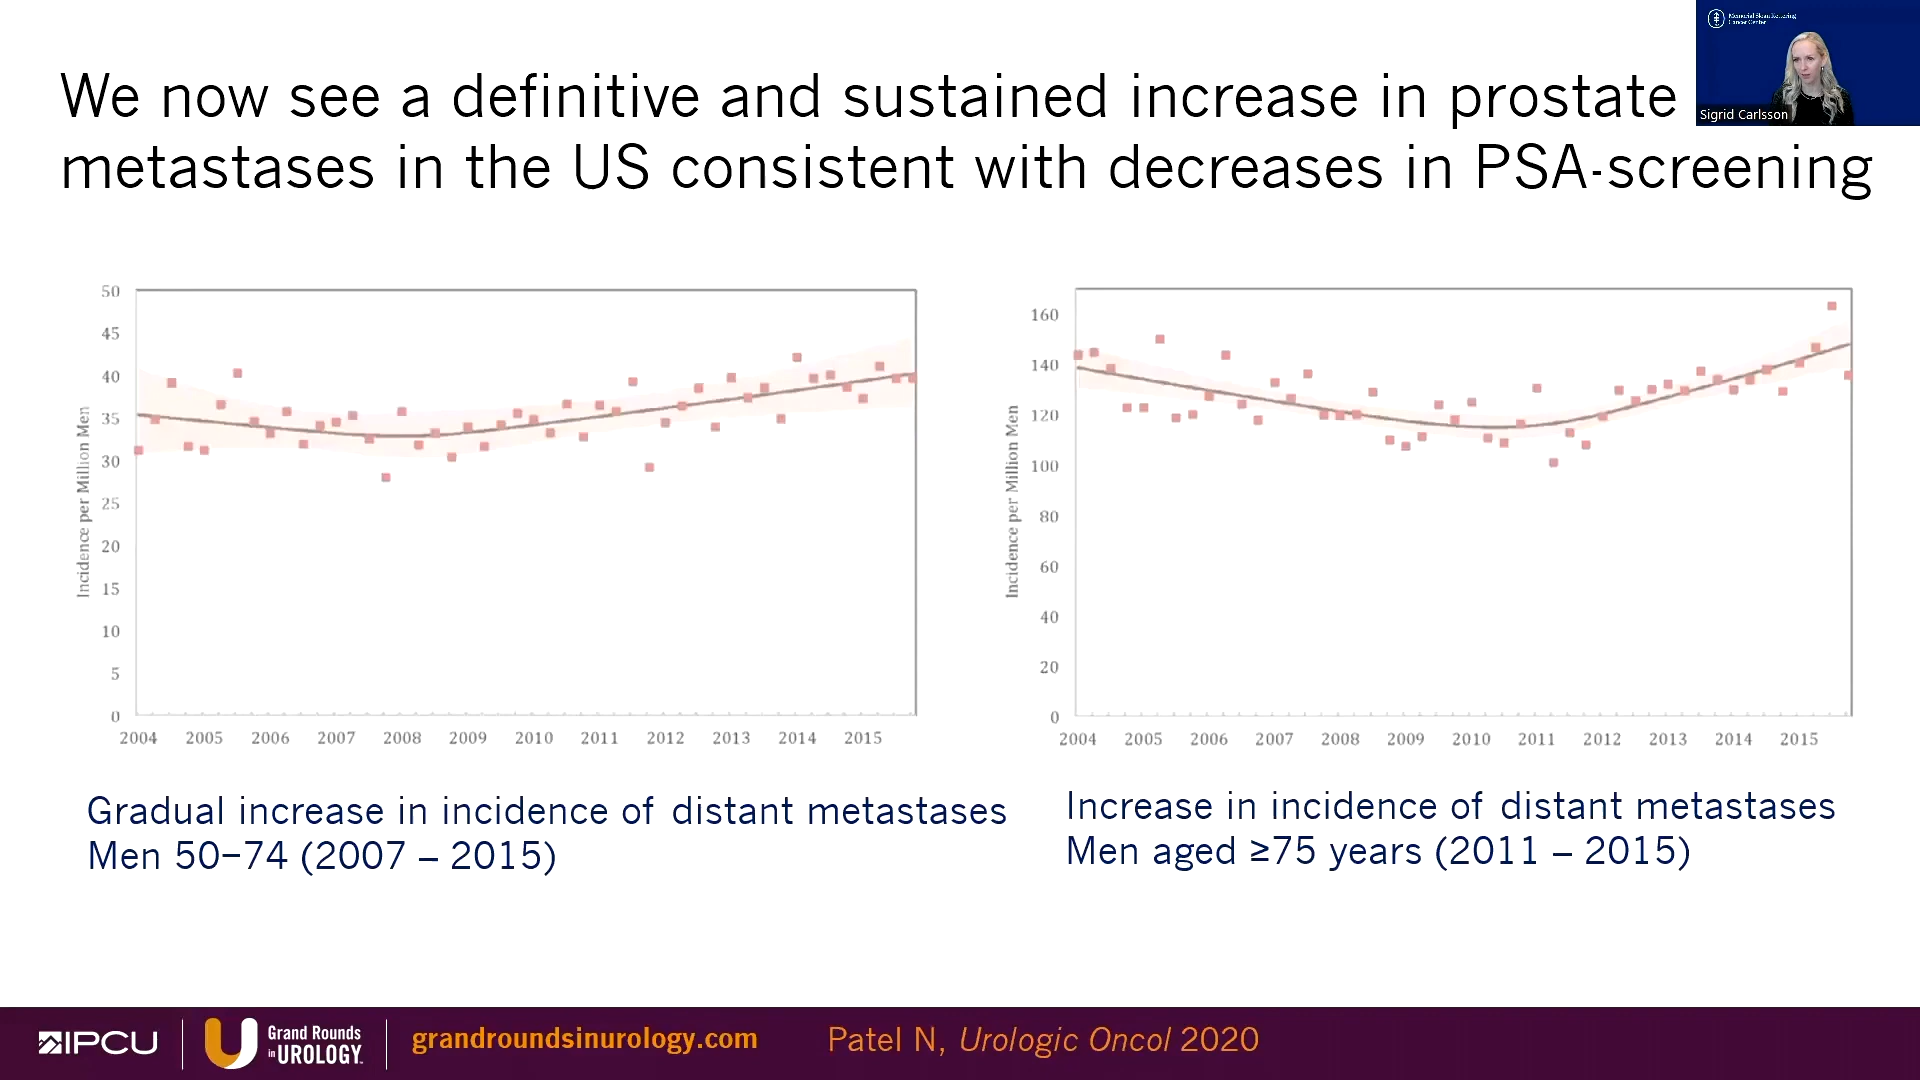 Memorial Sloan Kettering
Cancer Center
Sigrid Carlsson
We now see a definitive and sustained increase in prostate
metastases in the US consistent with decreases in PSA-screening
50
45
40
35
30
25
20
15
10
5
0
Incidence per Million Men
2004 2005 2006 2007 2008 2009 2010 2011 2012 2013 2014 2015
Gradual increase in incidence of distant metastases
Men 50–74 (2007 – 2015)
160
140
120
100
80
60
40
20
0
Incidence per Million Men
2004 2005 2006 2007 2008 2009 2010 2011 2012 2013 2014 2015
Increase in incidence of distant metastases
Men aged ≥75 years (2011 – 2015)
IPCU
Grand Rounds
in UROLOGY
grandroundsinurology.com
Patel N, Urologic Oncol 2020